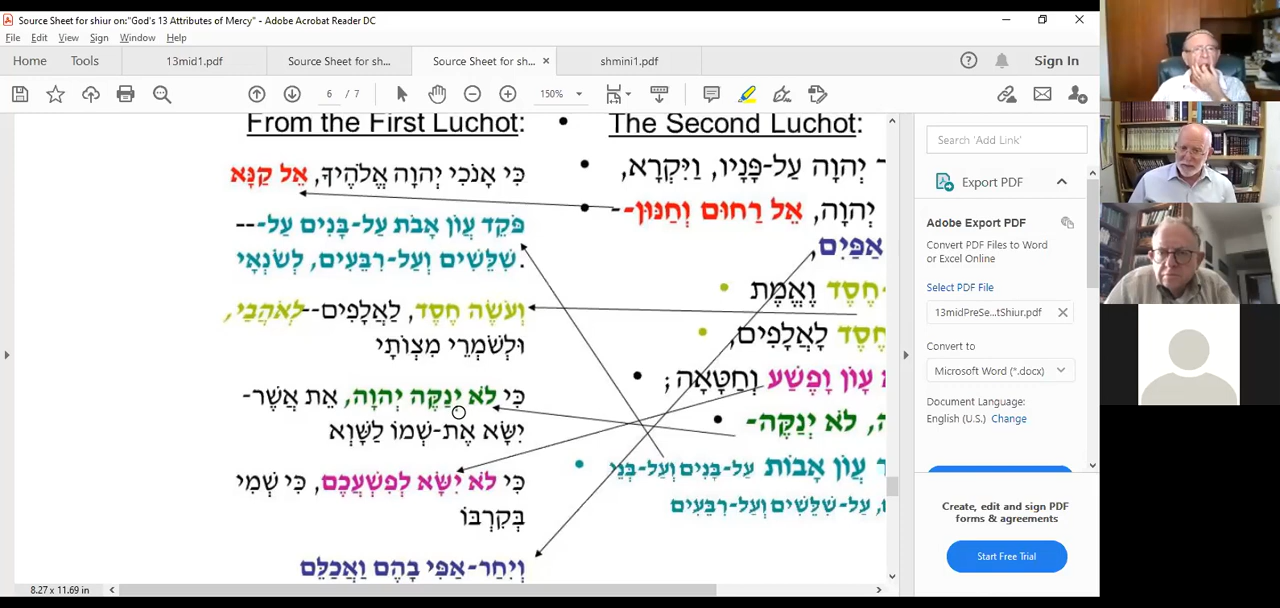 Source Sheet for shiur on:"God's 13 Attributes of Mercy" - Adobe Acrobat Reader DC
File Edit View Sign Window Help
Home Tools 13mid1.pdf Source Sheet for sh... Source Sheet for sh... × shmini1.pdf Sign In
6 / 7 150%
From the First Luchot:
כִּי אָנֹכִי יְהוָה אֱלֹהֶיךָ, אֵל קַנָּא
פֹּקֵד עֲוֹן אָבֹת עַל-בָּנִים עַל--
שִׁלֵּשִׁים וְעַל-רִבֵּעִים, לְשֹׂנְאָי.
וְעֹשֶׂה חֶסֶד, לַאֲלָפִים--לְאֹהֲבַי,
וּלְשֹׁמְרֵי מִצְוֹתָי
כִּי לֹא יְנַקֶּה יְהוָה, אֵת אֲשֶׁר-
יִשָּׂא אֶת-שְׁמוֹ לַשָּׁוְא
כִּי לֹא יִשָּׂא לְפִשְׁעֲכֶם, כִּי שְׁמִי
בְּקִרְבּוֹ
וְיִחַר-אַפִּי בָהֶם וַאֲכַלֵּם
• The Second Luchot:
• יְהוָה עַל-פָּנָיו, וַיִּקְרָא,
• יְהוָה, אֵל רַחוּם וְחַנּוּן--
אַפַּיִם,
• חֶסֶד וֶאֱמֶת
• חֶסֶד לָאֲלָפִים,
• עָוֹן וָפֶשַׁע וְחַטָּאָה;
• לֹא יְנַקֶּה-
• עֲוֹן אָבוֹת עַל-בָּנִים וְעַל-בְּנֵי
עַל-שִׁלֵּשִׁים וְעַל-רִבֵּעִים
8.27 x 11.69 in
Search 'Add Link'
Export PDF
Adobe Export PDF
Convert PDF Files to Word
or Excel Online
Select PDF File
13midPreSe...tShiur.pdf
Convert to
Microsoft Word (*.docx)
Document Language:
English (U.S.) Change
Create, edit and sign PDF
forms & agreements
Start Free Trial